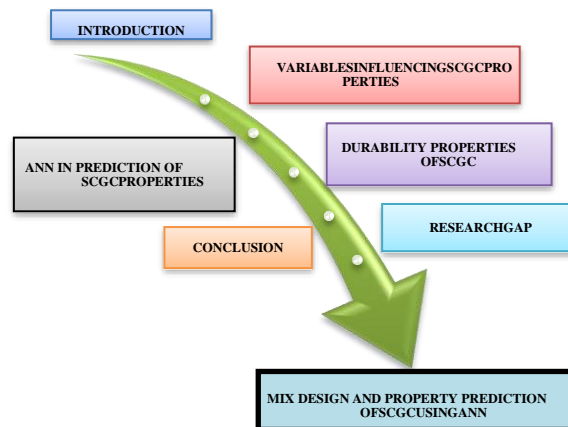 INTRODUCTION
VARIABLESINFLUENCINGSCGCPRO
PERTIES
DURABILITY PROPERTIES
OFSCGC
ANN IN PREDICTION OF
SCGCPROPERTIES
RESEARCHGAP
CONCLUSION
MIX DESIGN AND PROPERTY PREDICTION
OFSCGCUSINGANN